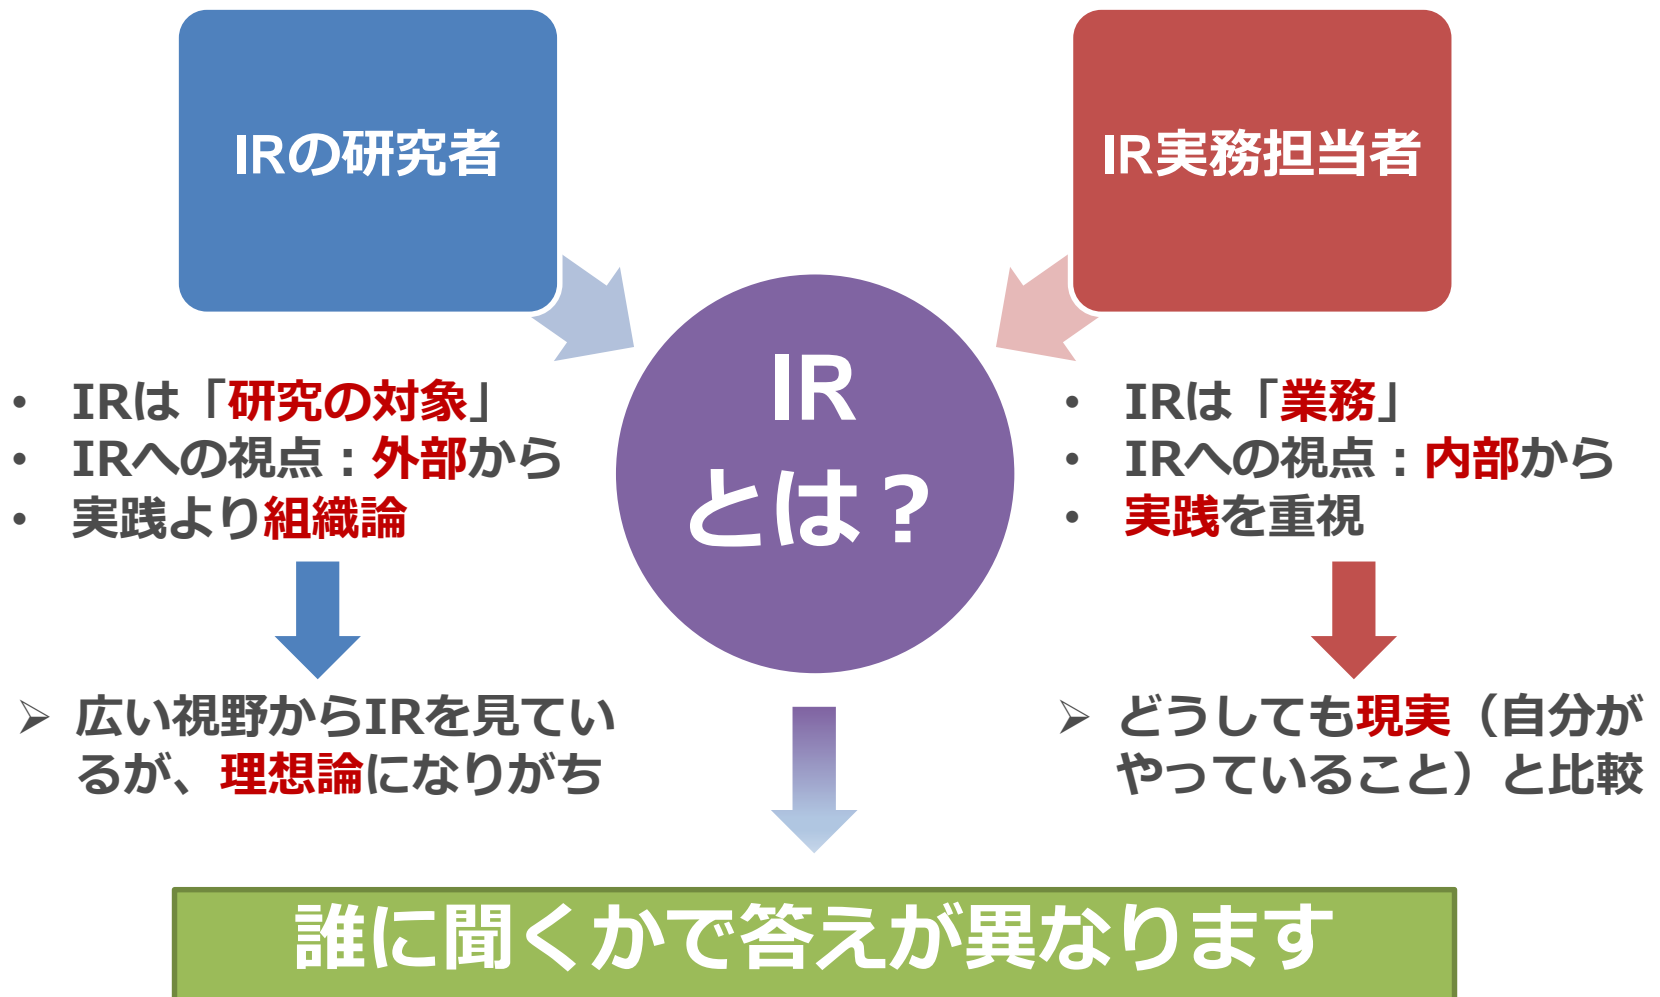 IRの研究者
IR実務担当者
IR
とは？
• IRは「研究の対象」
• IRへの視点：外部から
• 実践より組織論
• IRは「業務」
• IRへの視点：内部から
• 実践を重視
➢ 広い視野からIRを見てい
るが、理想論になりがち
➢ どうしても現実（自分が
やっていること）と比較
誰に聞くかで答えが異なります